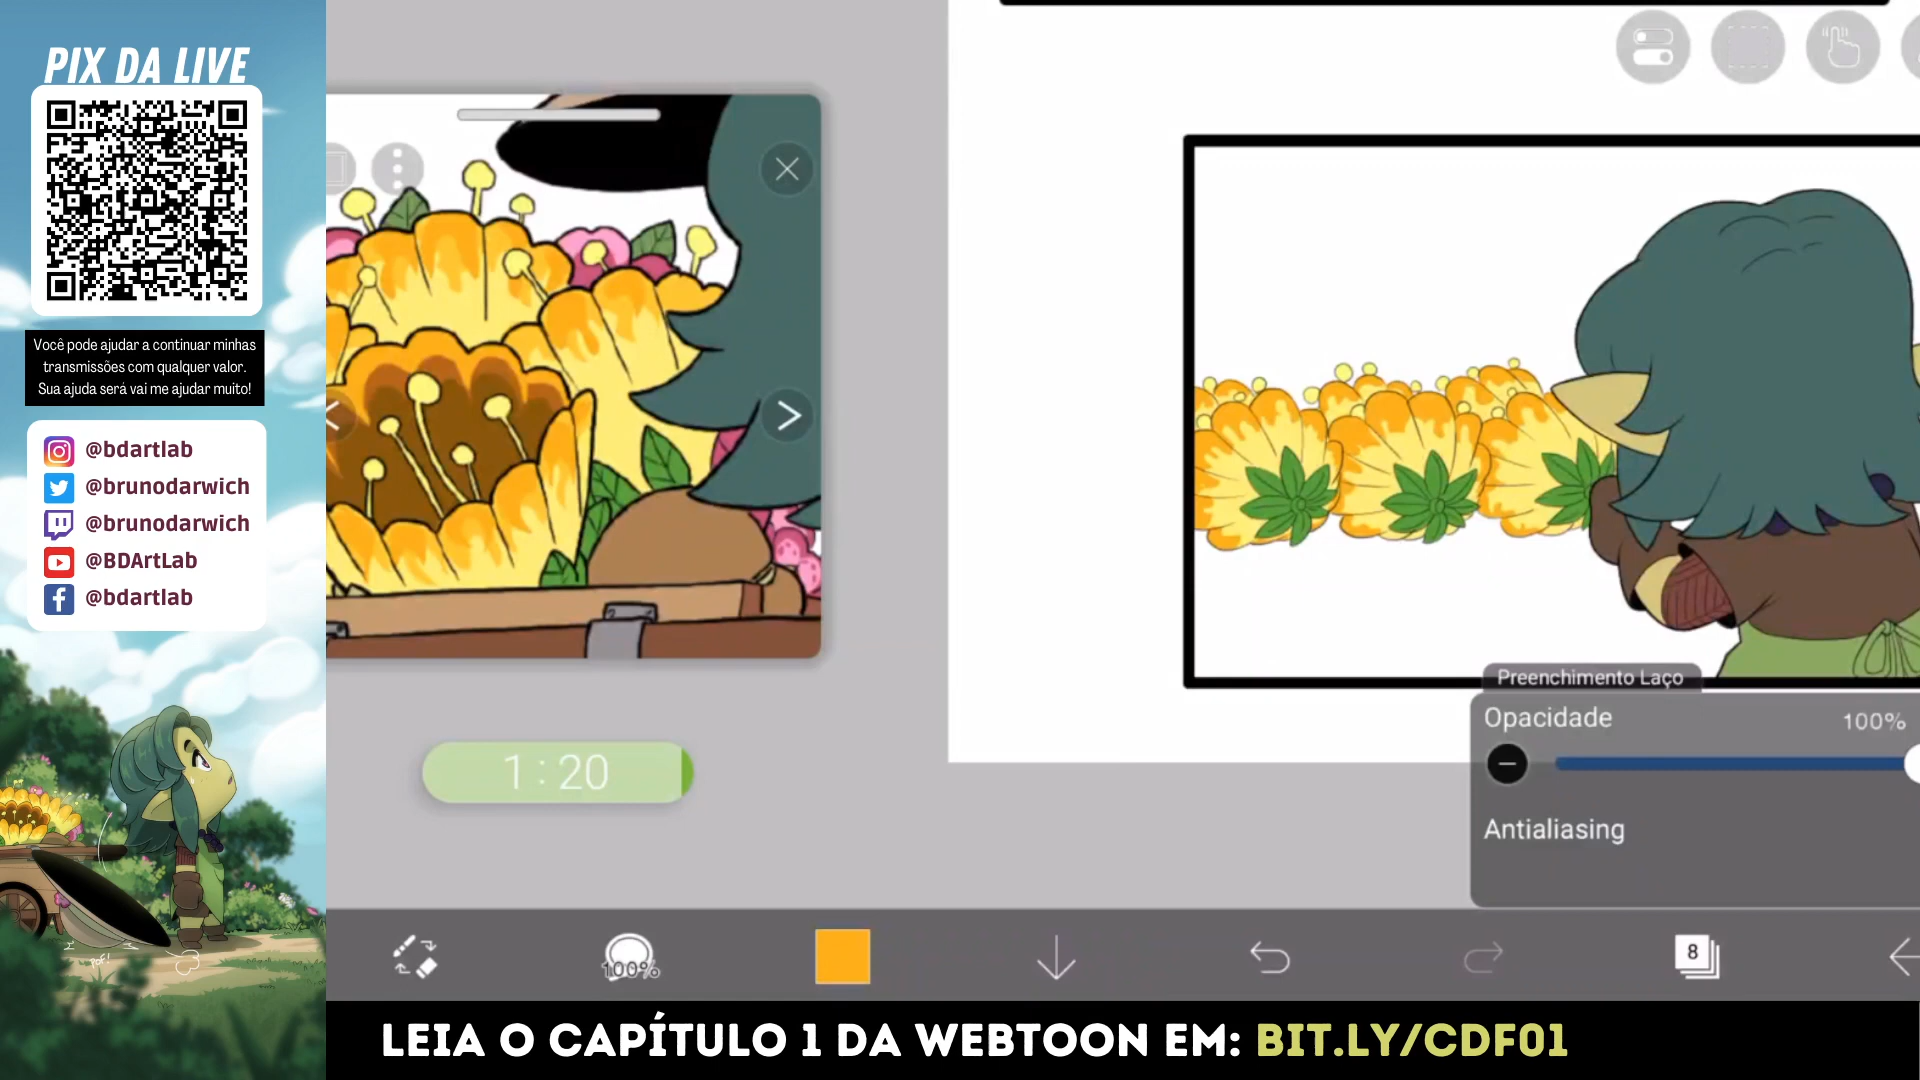 PIX DA LIVE
Você pode ajudar a continuar minhas
transmissões com qualquer valor.
Sua ajuda será vai me ajudar muito!
@bdartlab
@brunodarwich
@brunodarwich
@BDArtLab
@bdartlab
POF!
1:20
Preenchimento Laço
Opacidade
100%
Antialiasing
100%
8
LEIA O CAPÍTULO 1 DA WEBTOON EM: BIT.LY/CDF01